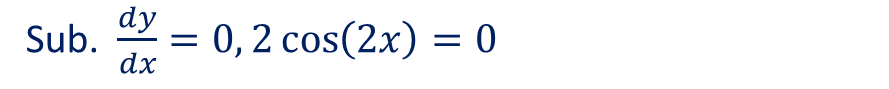 Sub. dy/dx = 0, 2 cos(2x) = 0